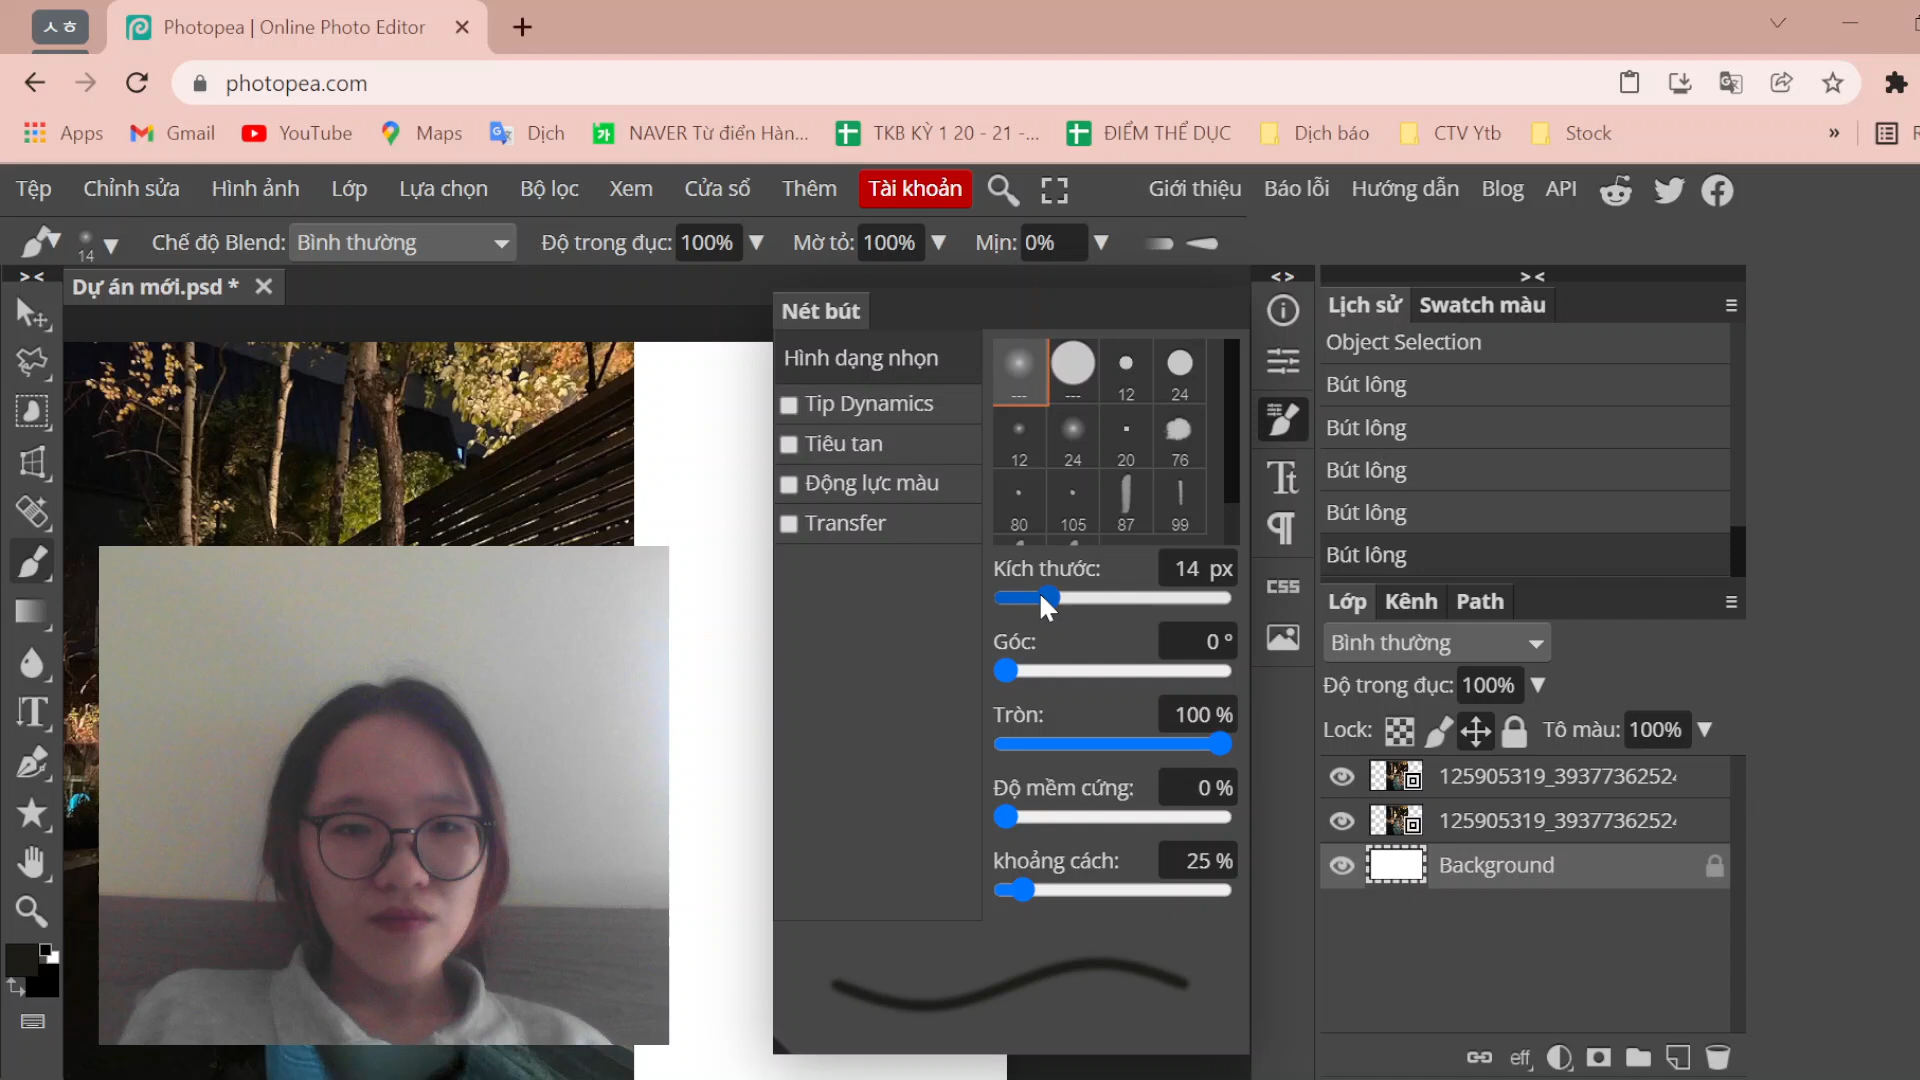 ㅅㅎ
Photopea | Online Photo Editor
photopea.com
Apps Gmail YouTube Maps Dịch NAVER Từ điển Hàn... TKB KỲ 1 20 - 21 -... ĐIỂM THỂ DỤC Dịch báo CTV Ytb Stock »
Tệp Chỉnh sửa Hình ảnh Lớp Lựa chọn Bộ lọc Xem Cửa sổ Thêm Tài khoản Giới thiệu Báo lỗi Hướng dẫn Blog API
14 Chế độ Blend: Bình thường Độ trong đục: 100% Mờ tỏ: 100% Min: 0%
> < < > > <
Dự án mới.psd *
Nét bút
Lịch sử Swatch màu
Hình dạng nhọn
Tip Dynamics
Tiêu tan
Động lực màu
Transfer
--- --- 12 24
12 24 20 76
80 105 87 99
Kích thước: 14 px
Góc: 0 °
Tròn: 100 %
Độ mềm cứng: 0 %
khoảng cách: 25 %
CSS
Object Selection
Bút lông
Bút lông
Bút lông
Bút lông
Bút lông
Lớp Kênh Path
Bình thường
Độ trong đục: 100%
Lock: Tô màu: 100%
125905319_3937736252
125905319_3937736252
Background
eff